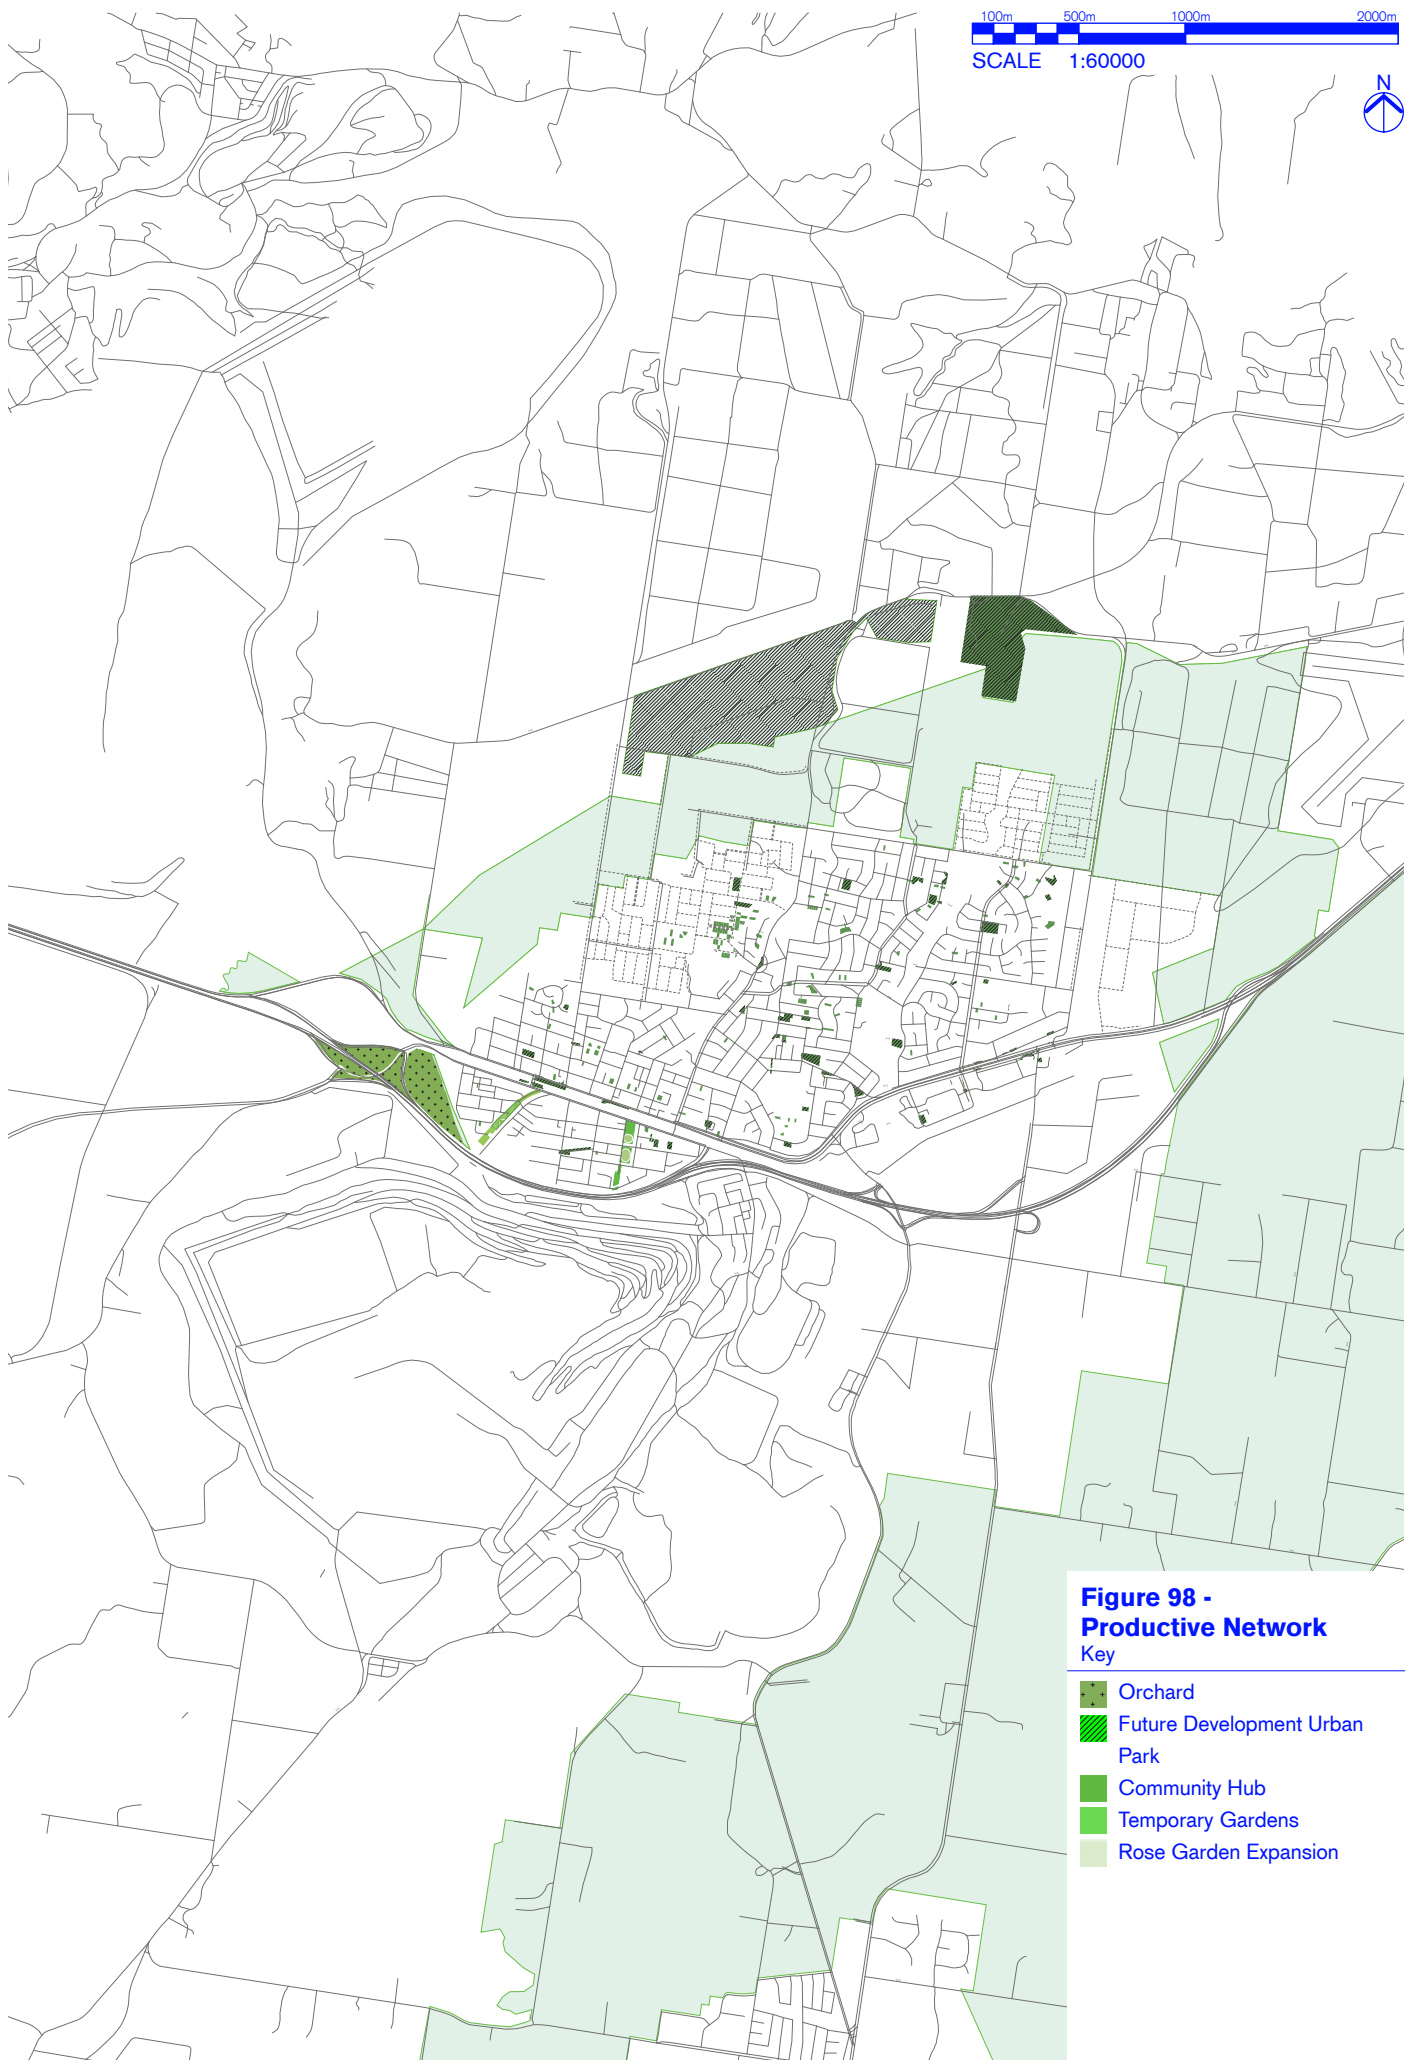 100m 500m 1000m 2000m
SCALE 1:60000
N
Figure 98 -
Productive Network
Key
Orchard
Future Development Urban
Park
Community Hub
Temporary Gardens
Rose Garden Expansion